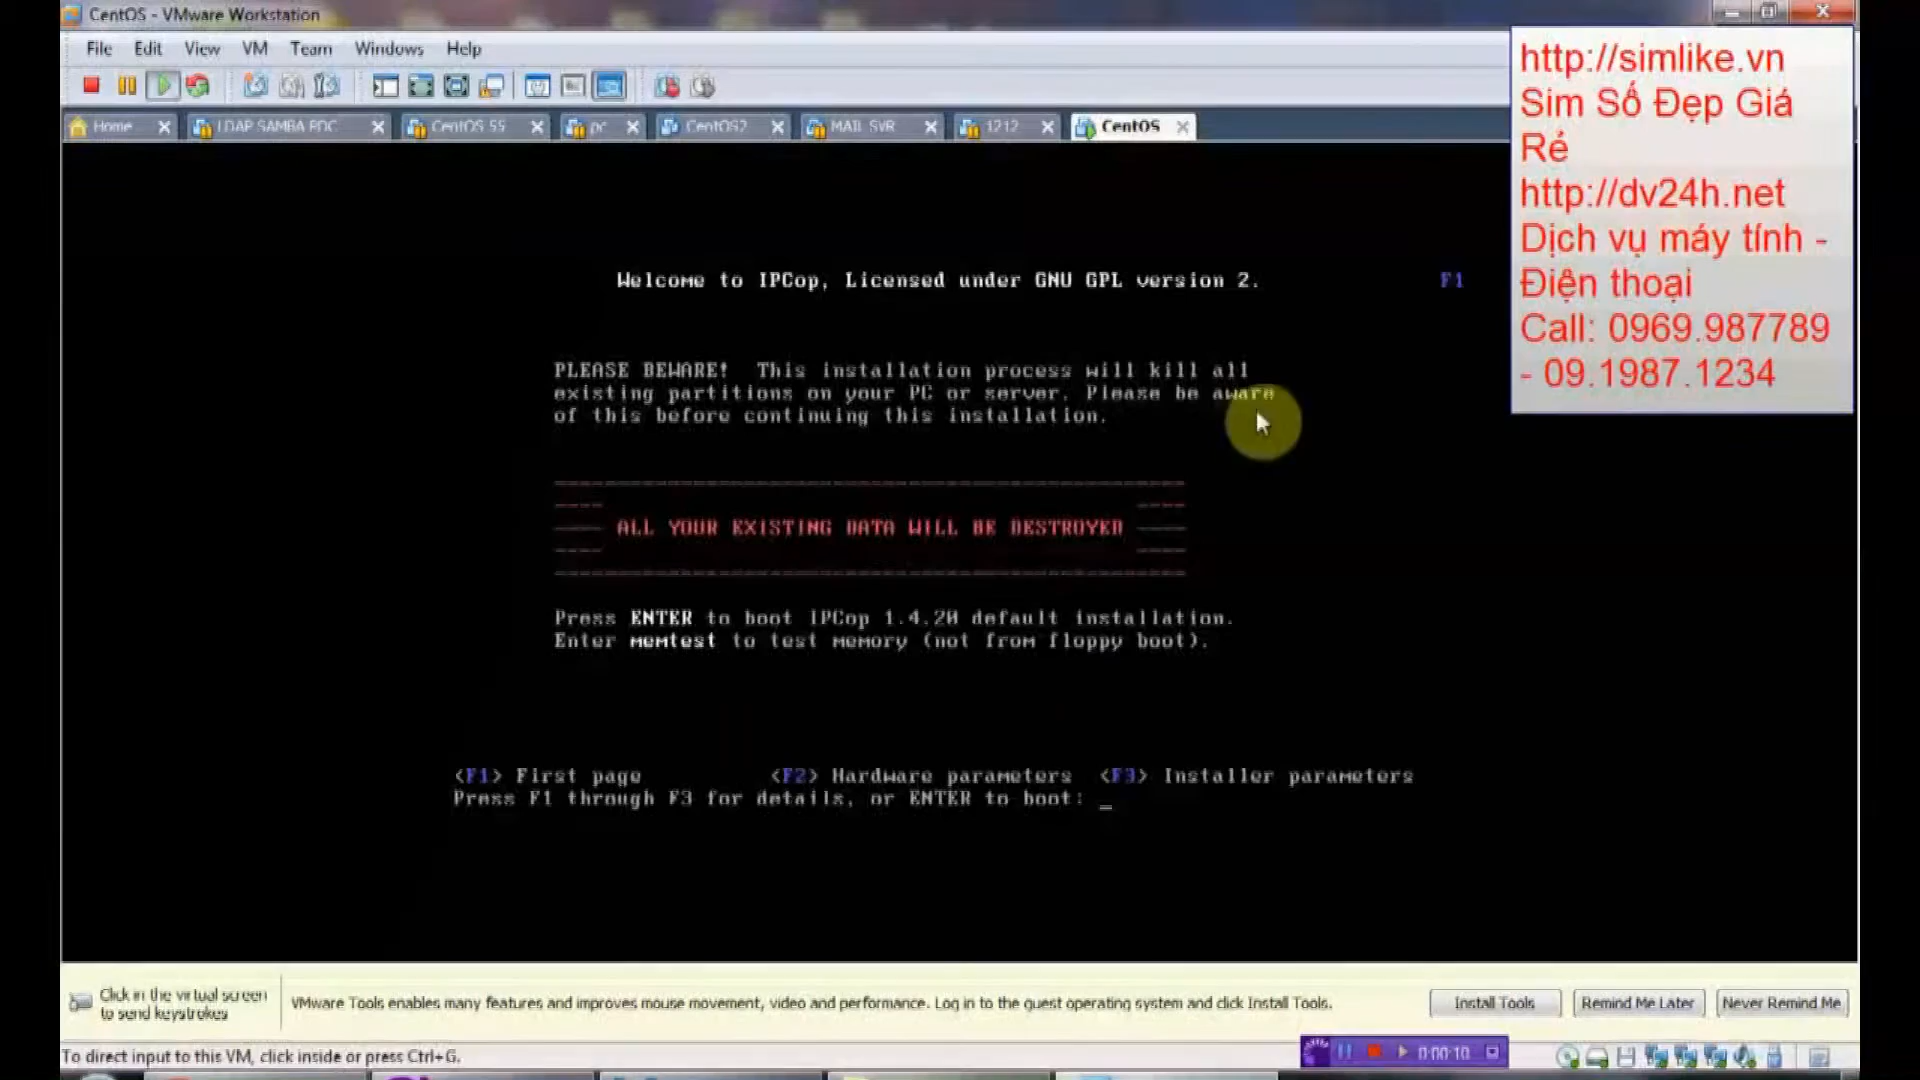 CentOS - VMware Workstation
File Edit View VM Team Windows Help
Home LDAP SAMBA PDC CentOS 55 pc CentOS2 MAIL SVR 1212 CentOS
http://simlike.vn
Sim Số Đẹp Giá
Rẻ
http://dv24h.net
Dịch vụ máy tính -
Điện thoại
Call: 0969.987789
- 09.1987.1234
Welcome to IPCop, Licensed under GNU GPL version 2. F1
PLEASE BEWARE! This installation process will kill all
existing partitions on your PC or server. Please be aware
of this before continuing this installation.
ALL YOUR EXISTING DATA WILL BE DESTROYED
Press ENTER to boot IPCop 1.4.20 default installation.
Enter memtest to test memory (not from floppy boot).
<F1> First page <F2> Hardware parameters <F3> Installer parameters
Press F1 through F3 for details, or ENTER to boot: _
Click in the virtual screen
to send keystrokes
VMware Tools enables many features and improves mouse movement, video and performance. Log in to the guest operating system and click Install Tools.
Install Tools Remind Me Later Never Remind Me
To direct input to this VM, click inside or press Ctrl+G.
0:00:10